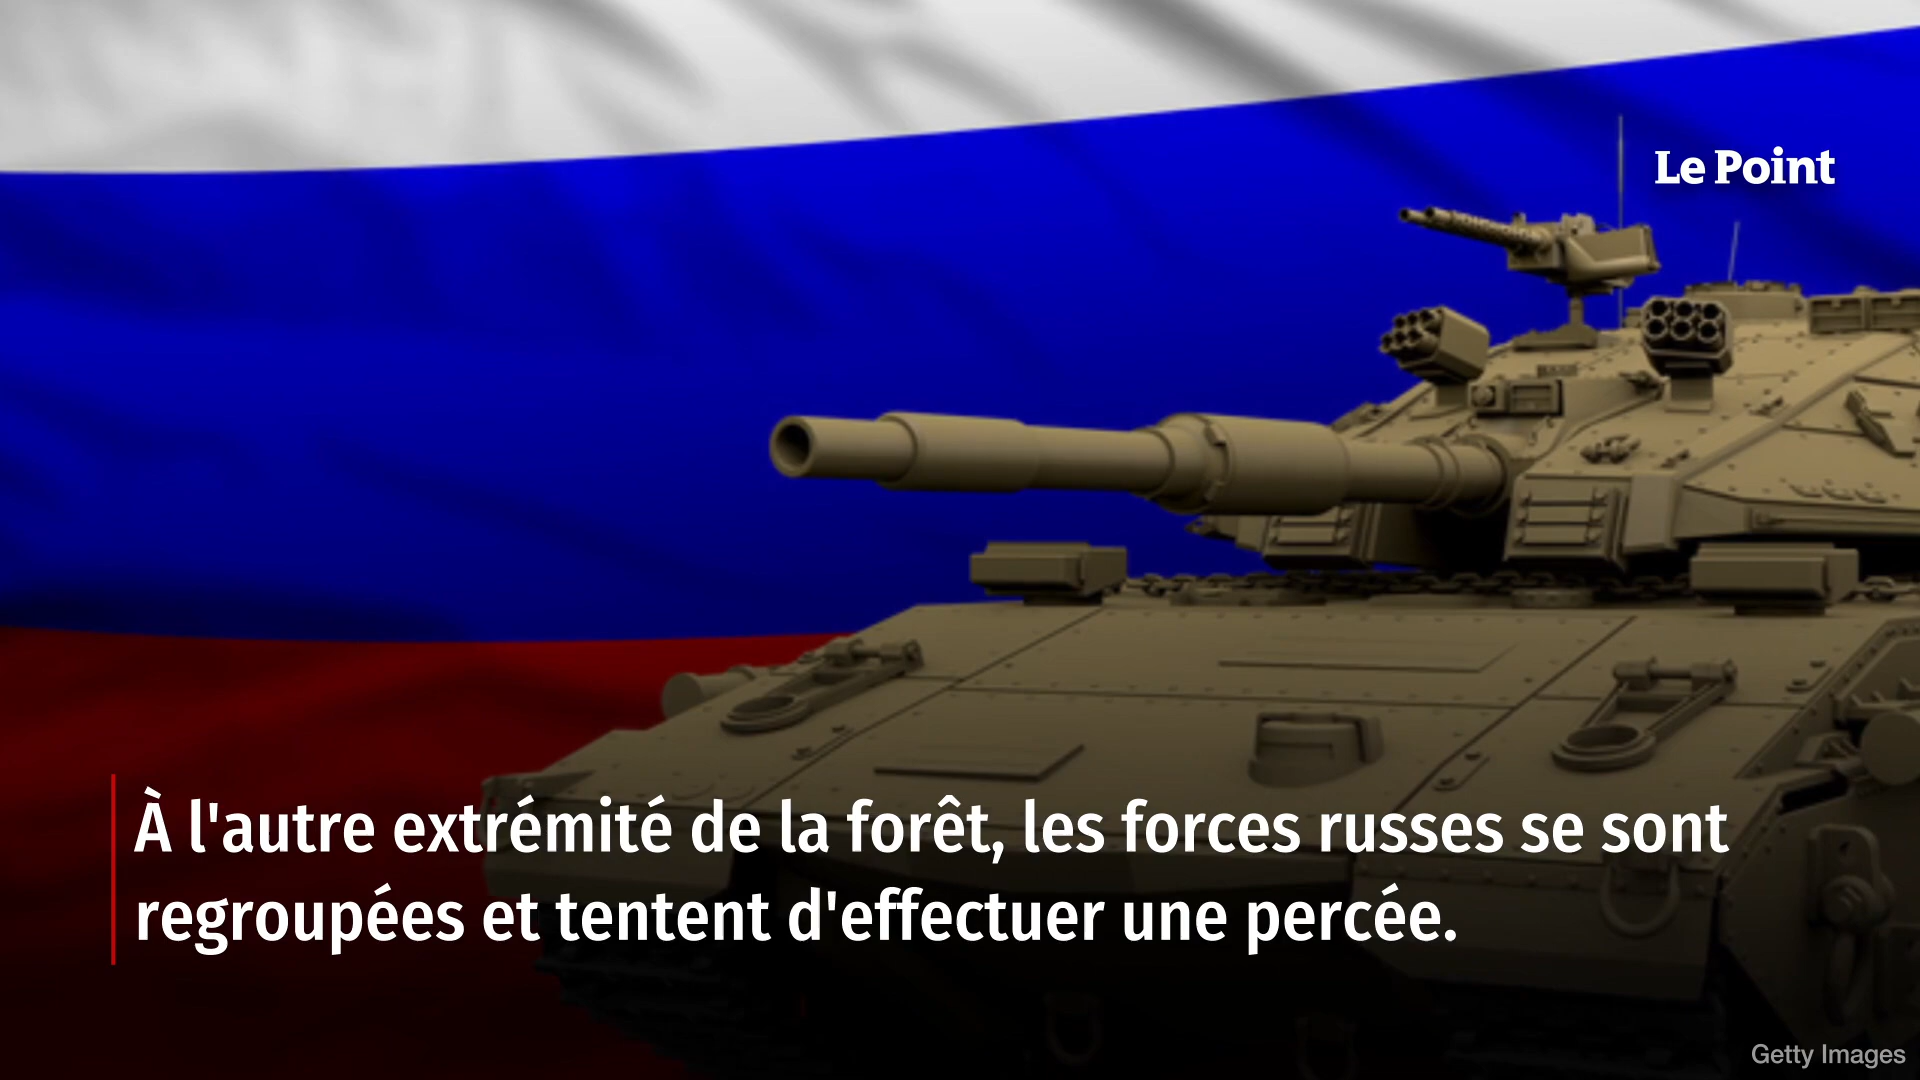 Le Point
À l'autre extrémité de la forêt, les forces russes se sont
regroupées et tentent d'effectuer une percée.
Getty Images